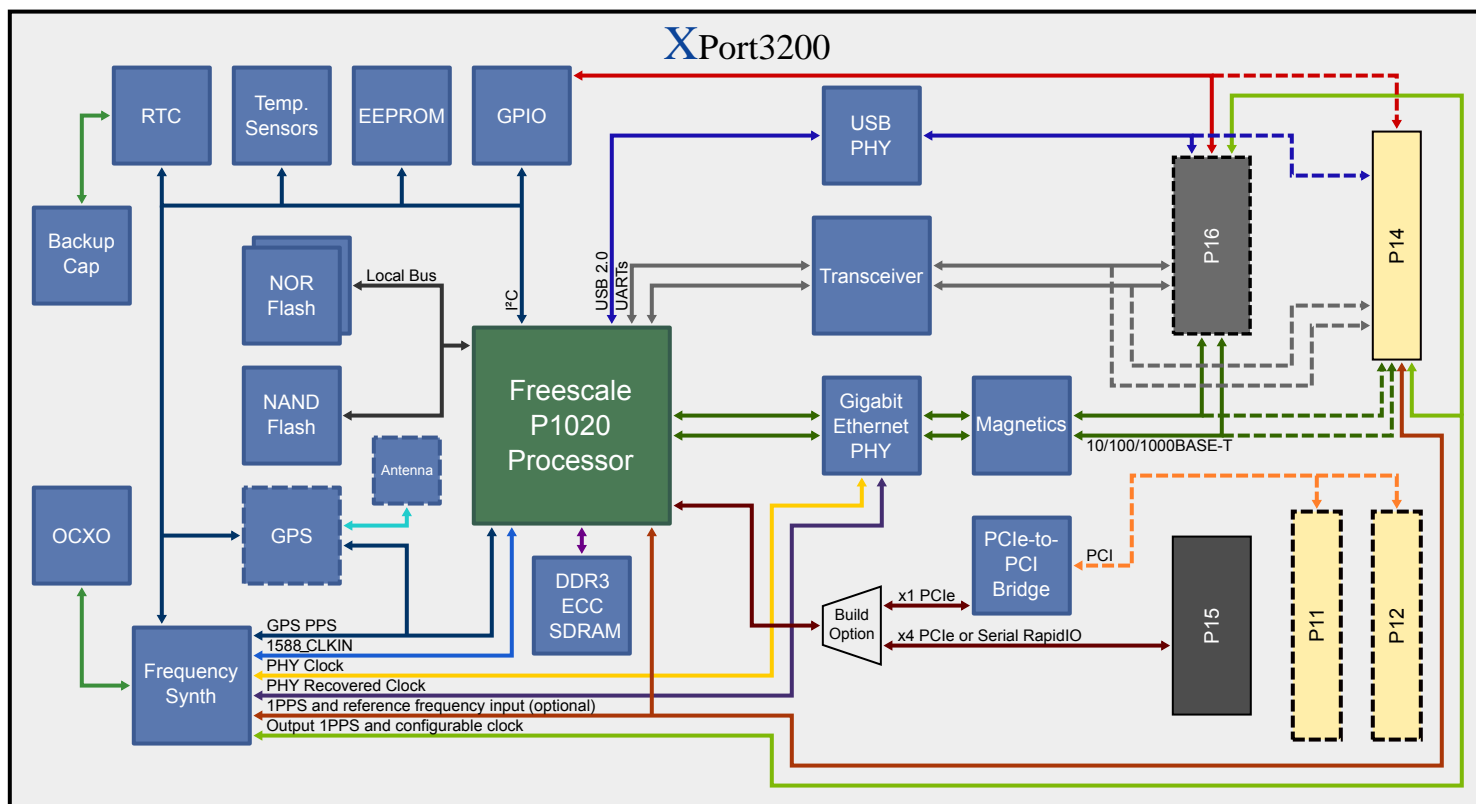 XPort3200
RTC
Temp.
Sensors
EEPROM
GPIO
USB
PHY
Backup
Cap
NOR
Flash
Local Bus
I²C
USB 2.0
UARTs
Transceiver
P16
P14
NAND
Flash
Freescale
P1020
Processor
Gigabit
Ethernet
PHY
Magnetics
10/100/1000BASE-T
Antenna
OCXO
GPS
DDR3
ECC
SDRAM
PCIe-to-
PCI
Bridge
PCI
Build
Option
x1 PCIe
x4 PCIe or Serial RapidIO
P15
P11
P12
Frequency
Synth
GPS PPS
1588_CLKIN
PHY Clock
PHY Recovered Clock
1PPS and reference frequency input (optional)
Output 1PPS and configurable clock